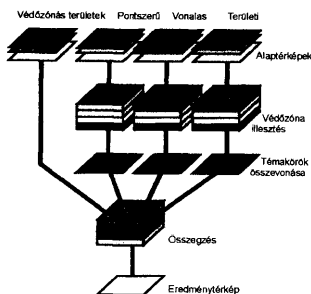 Védőzónás területek Pontszerű Vonalas Területi
Alaptérképek
Védőzóna
illesztés
Témakörök
összevonása
Összegzés
Eredménytérkép